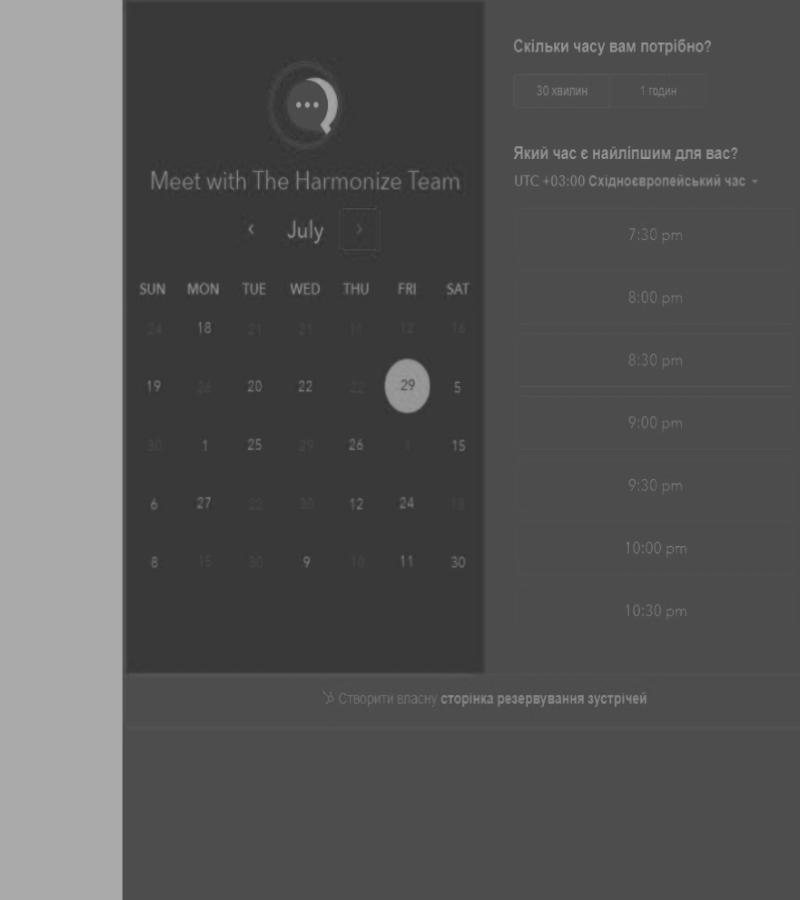 Meet with The Harmonize Team
‹ July ›
SUN MON TUE WED THU FRI SAT
24 18 21 21 11 12 16
19 26 20 22 22 29 5
30 1 25 29 26 15
6 27 22 30 12 24 18
8 15 30 9 10 11 30
Скільки часу вам потрібно?
30 хвилин 1 годин
Який час є найліпшим для вас?
UTC +03:00 Східноєвропейський час
7:30 pm
8:00 pm
8:30 pm
9:00 pm
9:30 pm
10:00 pm
10:30 pm
Створити власну сторінка резервування зустрічей